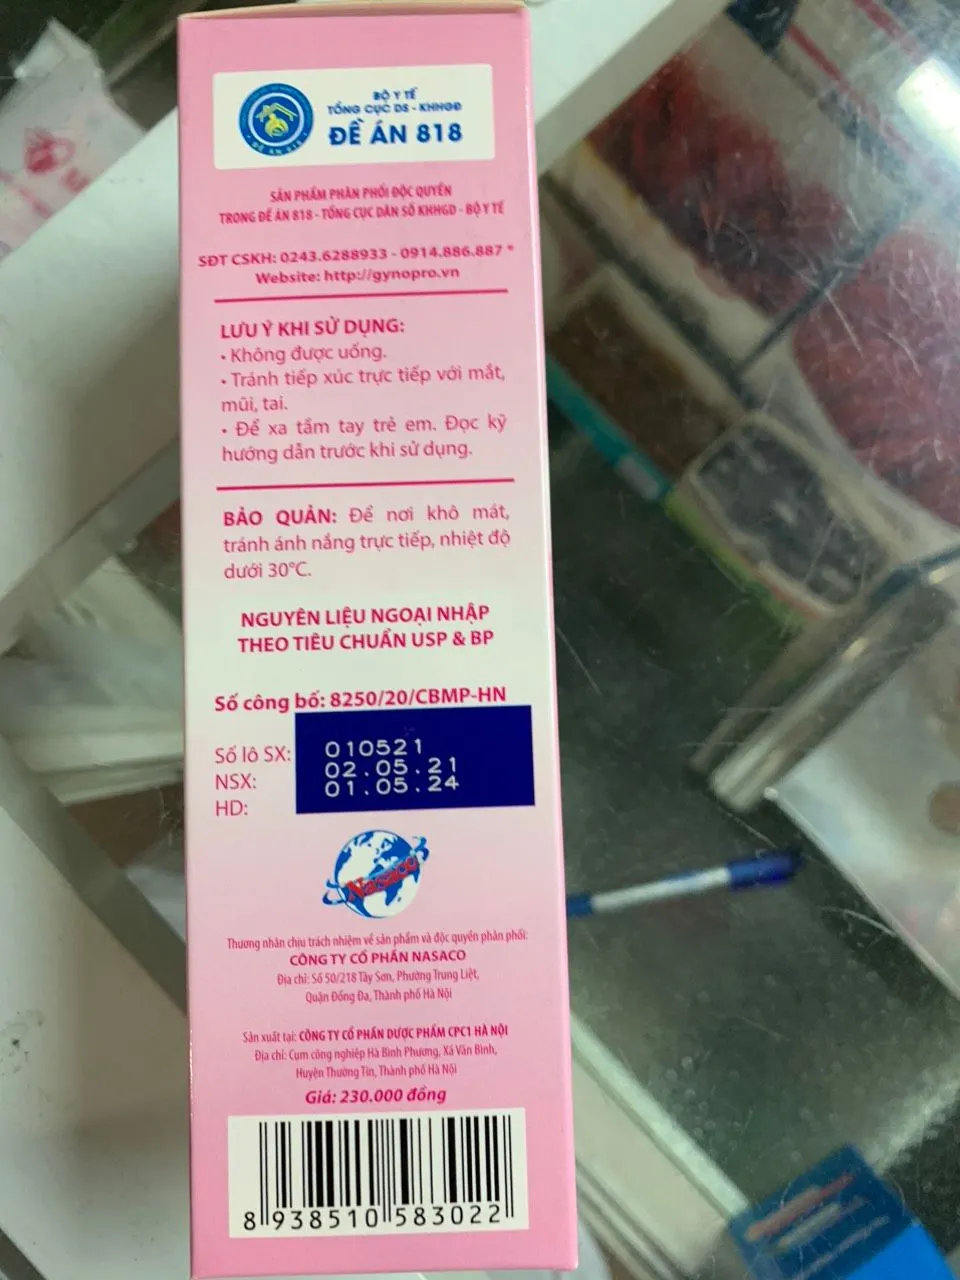 BỘ Y TẾ
TỔNG CỤC DS - KHHGĐ
ĐỀ ÁN 818
ĐỀ ÁN 818
SẢN PHẨM PHÂN PHỐI ĐỘC QUYỀN
TRONG ĐỀ ÁN 818 - TỔNG CỤC DÂN SỐ KHHGD - BỘ Y TẾ
SĐT CSKH: 0243.6288933 - 0914.886.887 *
Website: http://gynopro.vn
LƯU Ý KHI SỬ DỤNG:
• Không được uống.
• Tránh tiếp xúc trực tiếp với mắt,
mũi, tai.
• Để xa tầm tay trẻ em. Đọc kỹ
hướng dẫn trước khi sử dụng.
BẢO QUẢN: Để nơi khô mát,
tránh ánh nắng trực tiếp, nhiệt độ
dưới 30°C.
NGUYÊN LIỆU NGOẠI NHẬP
THEO TIÊU CHUẨN USP & BP
Số công bố: 8250/20/CBMP-HN
Số lô SX: 010521
NSX: 02.05.21
HD: 01.05.24
Nasaco
Thương nhân chịu trách nhiệm về sản phẩm và độc quyền phân phối:
CÔNG TY CỔ PHẦN NASACO
Địa chỉ: Số 50/218 Tây Sơn, Phường Trung Liệt,
Quận Đống Đa, Thành phố Hà Nội
Sản xuất tại: CÔNG TY CỔ PHẦN DƯỢC PHẨM CPC1 HÀ NỘI
Địa chỉ: Cụm công nghiệp Hà Bình Phương, Xã Văn Bình,
Huyện Thường Tín, Thành phố Hà Nội
Giá: 230.000 đồng
8 938510 583022